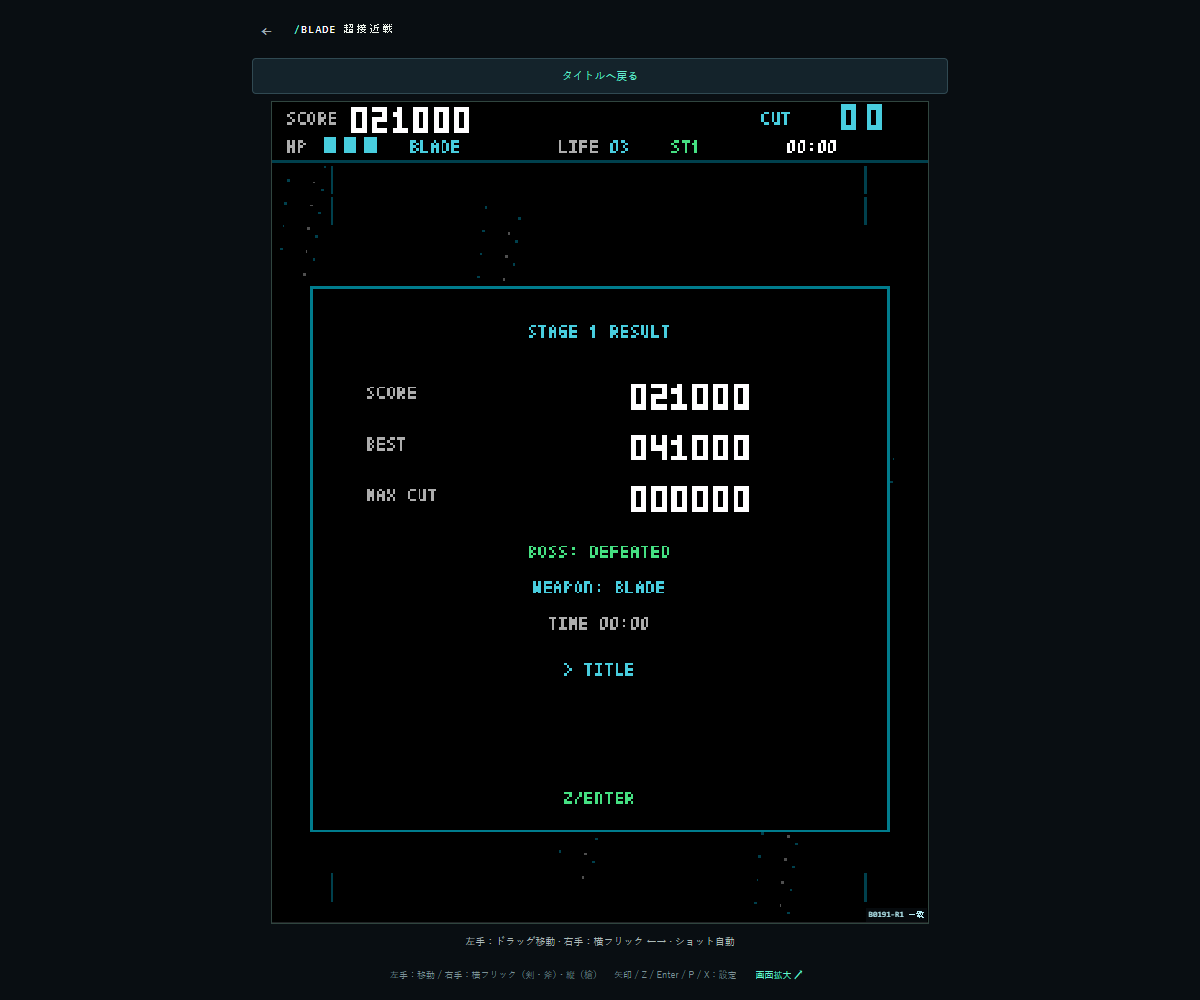 ← /BLADE 超接近戦
タイトルへ戻る
SCORE 021000 CUT 00
HP BLADE LIFE 03 ST1 00:00
STAGE 1 RESULT
SCORE 021000
BEST 041000
MAX CUT 000000
BOSS: DEFEATED
WEAPON: BLADE
TIME 00:00
> TITLE
Z/ENTER
B0191-R1 一致
左手：ドラッグ移動・右手：横フリック ←→・ショット自動
左手：移動 / 右手：横フリック（剣・斧）・縦（槍） 矢印 / Z / Enter / P / X：設定 画面拡大 ⤢